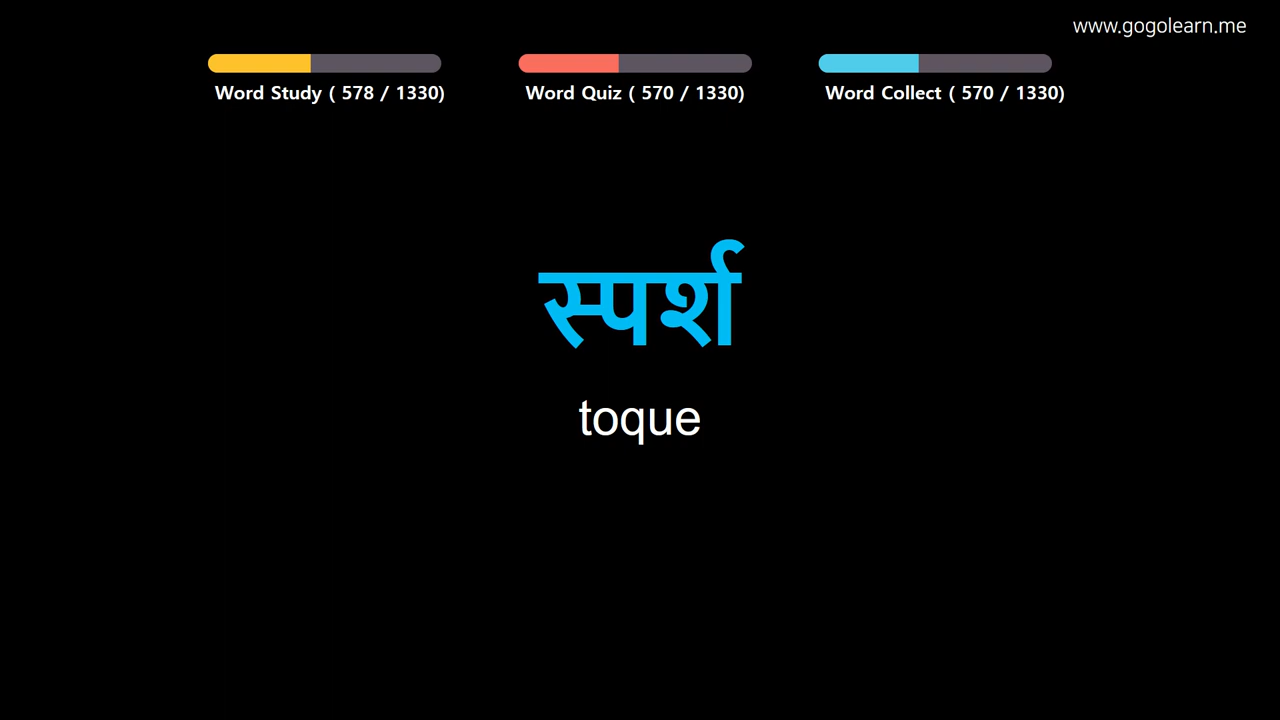 www.gogolearn.me
Word Study ( 578 / 1330)
Word Quiz ( 570 / 1330)
Word Collect ( 570 / 1330)
स्पर्श
toque